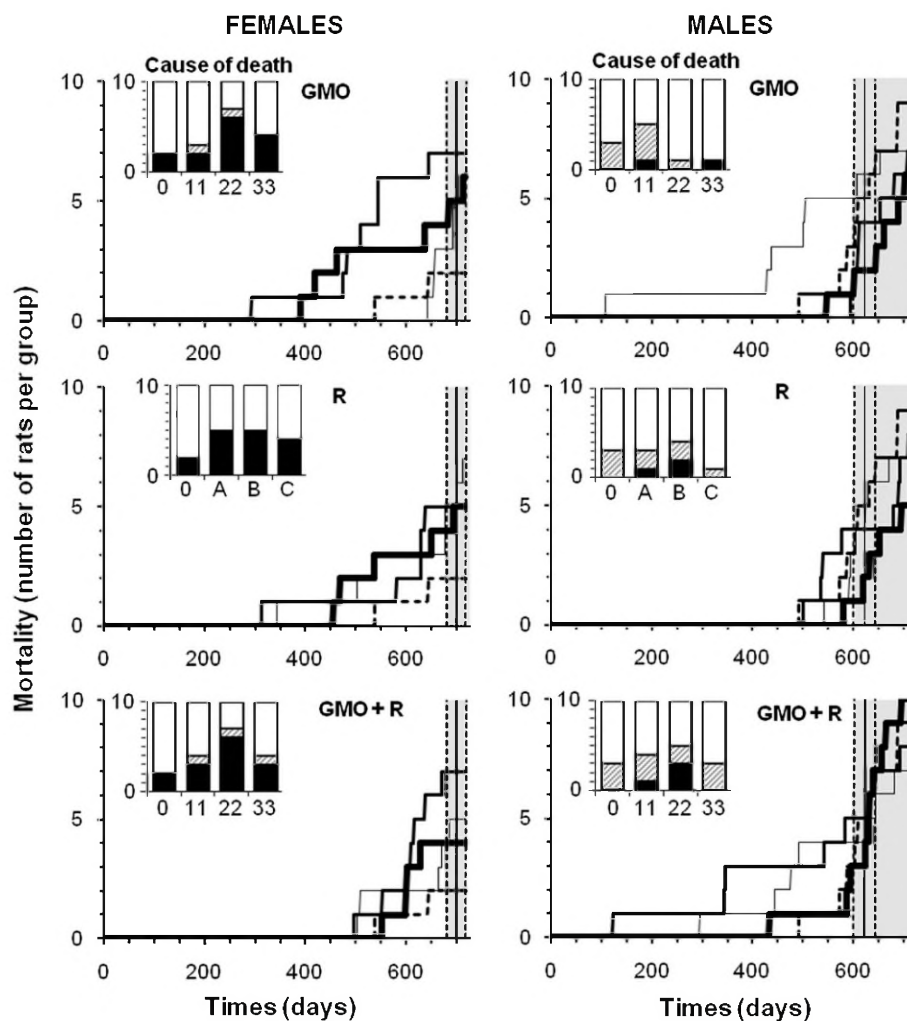 FEMALES
MALES
Mortality (number of rats per group)
Cause of death
GMO
10
0
0 11 22 33
10
5
0
0 200 400 600
Cause of death
GMO
10
0
0 11 22 33
10
5
0
0 200 400 600
R
10
0
0 A B C
10
5
0
0 200 400 600
R
10
0
0 A B C
10
5
0
0 200 400 600
GMO + R
10
0
0 11 22 33
10
5
0
0 200 400 600
Times (days)
GMO + R
10
0
0 11 22 33
10
5
0
0 200 400 600
Times (days)